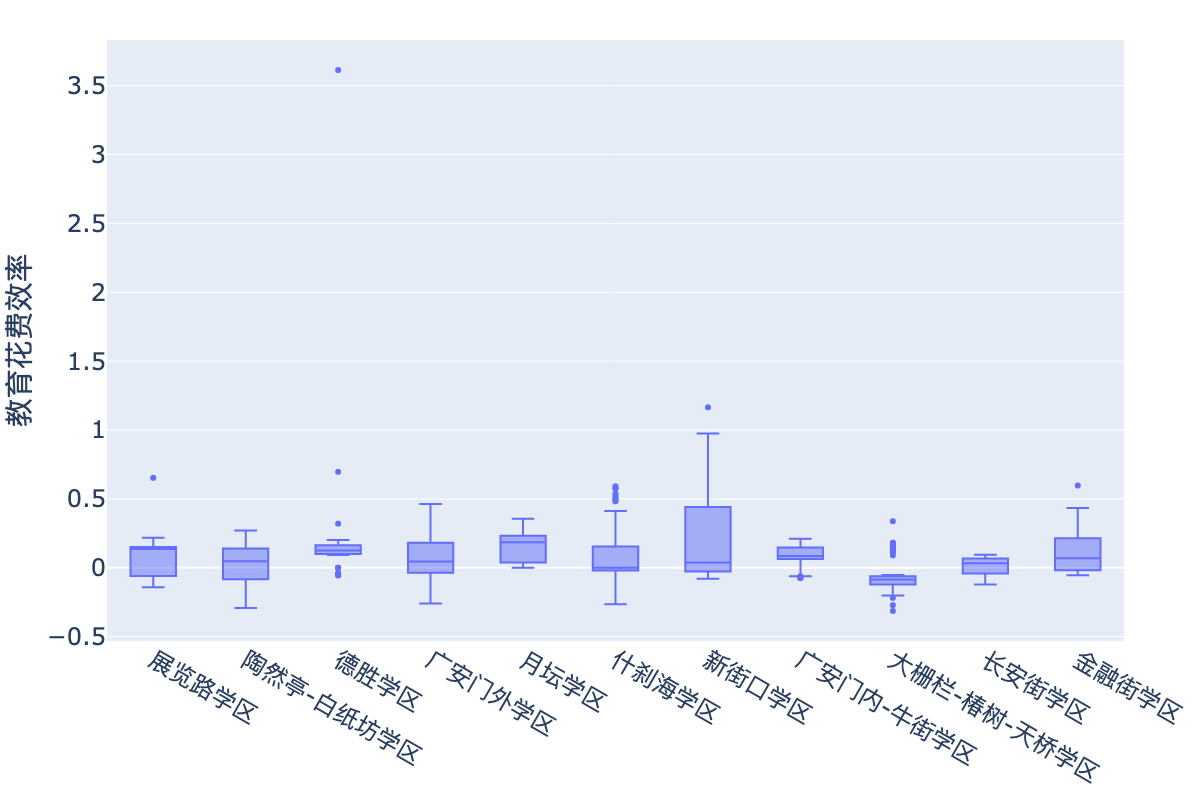 教育花费效率
3.5
3
2.5
2
1.5
1
0.5
0
−0.5
展览路学区
陶然亭-白纸坊学区
德胜学区
广安门外学区
月坛学区
什刹海学区
新街口学区
广安门内-牛街学区
大栅栏-椿树-天桥学区
长安街学区
金融街学区